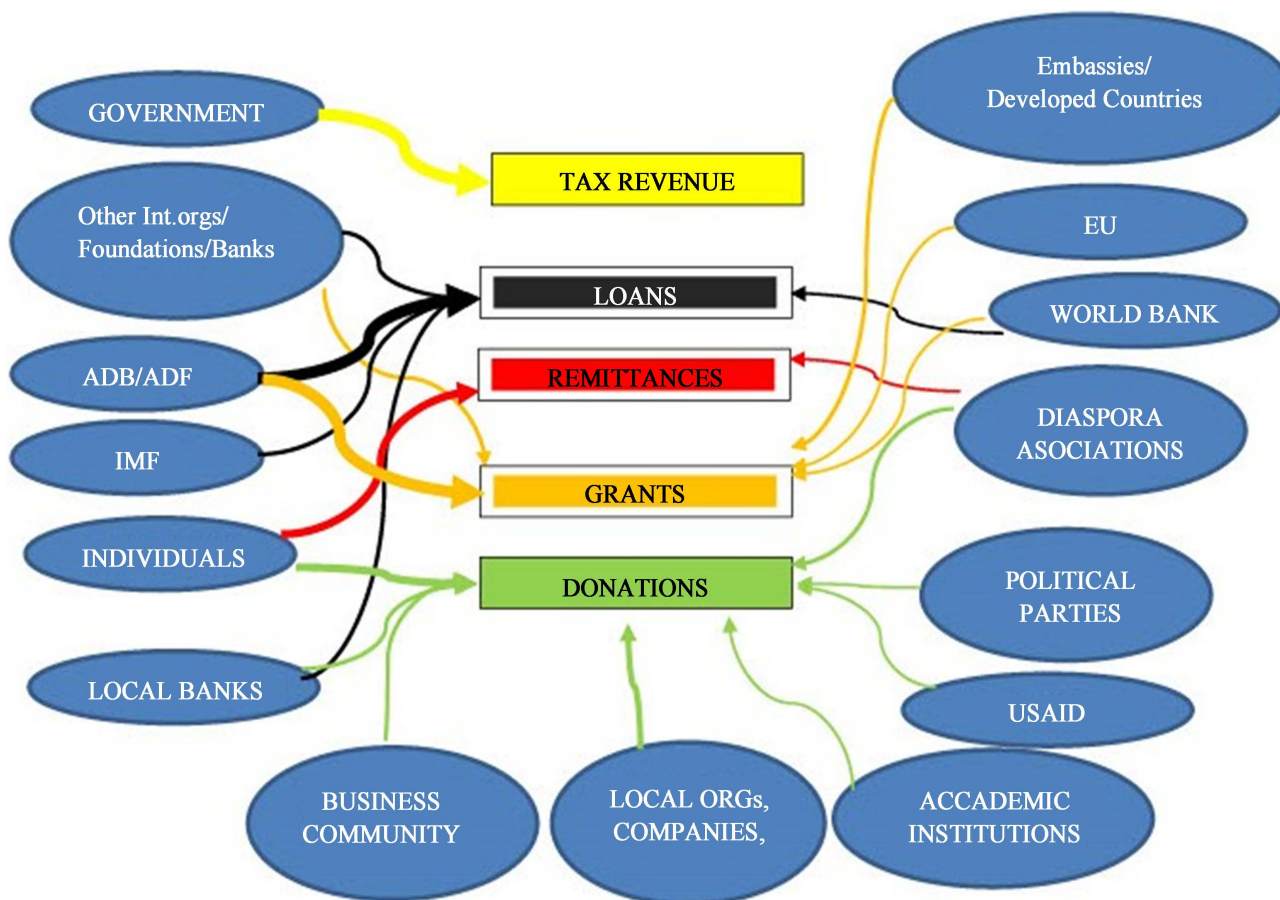 Embassies/
Developed Countries
GOVERNMENT
TAX REVENUE
Other Int.orgs/
Foundations/Banks
EU
LOANS
WORLD BANK
ADB/ADF
REMITTANCES
DIASPORA
ASOCIATIONS
IMF
GRANTS
INDIVIDUALS
DONATIONS
POLITICAL
PARTIES
LOCAL BANKS
USAID
BUSINESS
COMMUNITY
LOCAL ORGs,
COMPANIES,
ACCADEMIC
INSTITUTIONS